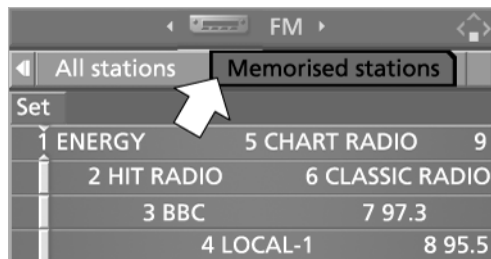 FM
All stations Memorised stations
Set
1 ENERGY 5 CHART RADIO 9
2 HIT RADIO 6 CLASSIC RADIO
3 BBC 7 97.3
4 LOCAL-1 8 95.5